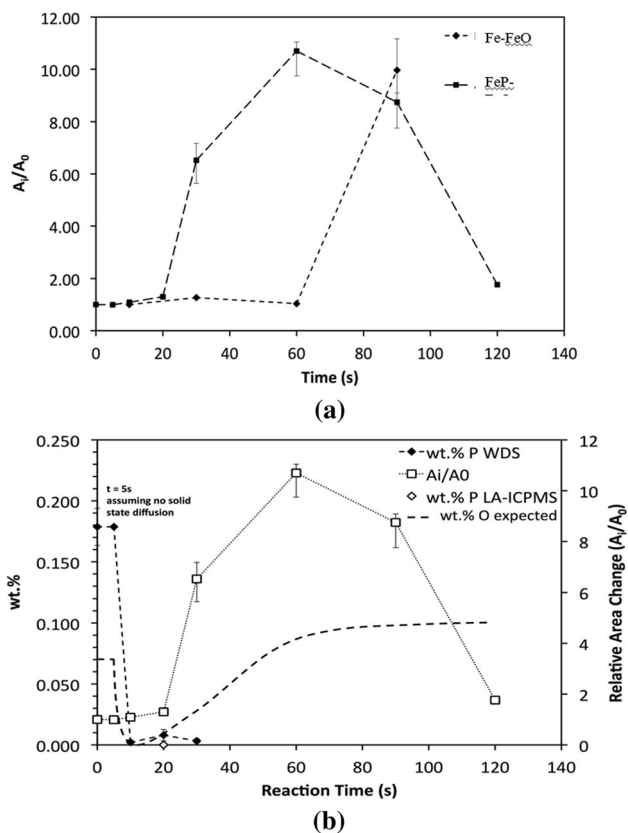 12.00
10.00
8.00
6.00
4.00
2.00
0.00
Ai/A0
0 20 40 60 80 100 120 140
Time (s)
Fe-FeO
FeP-
(a)
0.250
0.200
0.150
0.100
0.050
0.000
wt.%
t = 5s
assuming no solid
state diffusion
wt.% P WDS
Ai/A0
wt.% P LA-ICPMS
wt.% O expected
12
10
8
6
4
2
0
Relative Area Change (Ai/A0)
0 20 40 60 80 100 120 140
Reaction Time (s)
(b)